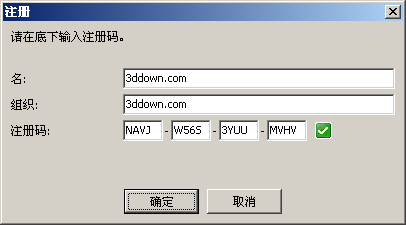 注册
请在底下输入注册码。
名: 3ddown.com
组织: 3ddown.com
注册码: NAVJ - W56S - 3YUU - MVHV
确定 取消